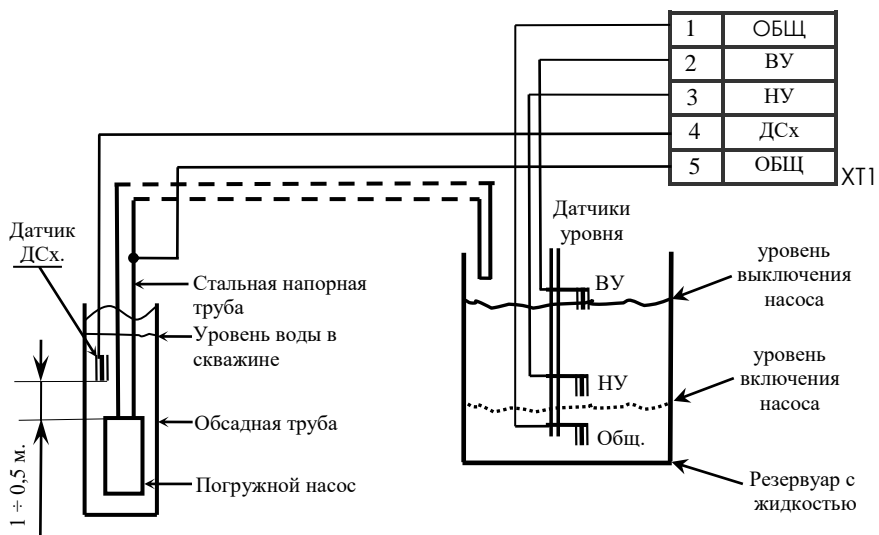 1 ОБЩ
2 ВУ
3 НУ
4 ДСх
5 ОБЩ
ХТ1
Датчик
ДСх.
Датчики
уровня
Стальная напорная
труба
Уровень воды в
скважине
Обсадная труба
Погружной насос
1 ÷ 0,5 м.
ВУ
НУ
Общ.
уровень
выключения
насоса
уровень
включения
насоса
Резервуар с
жидкостью